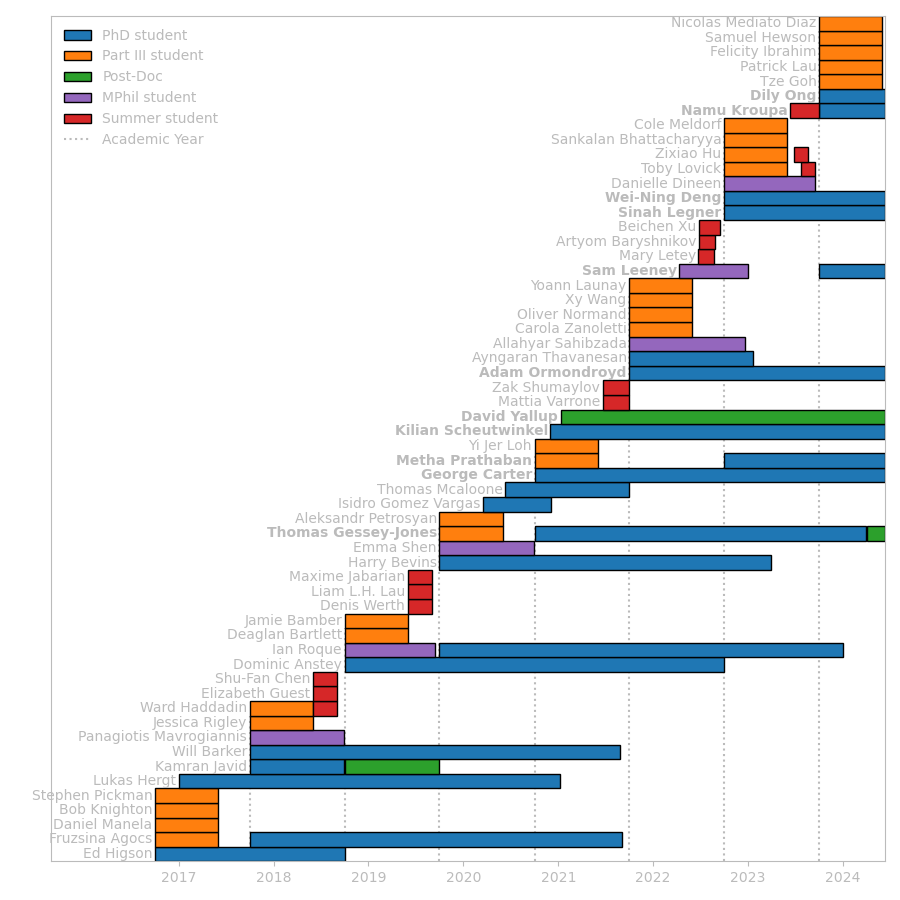 PhD student
Part III student
Post-Doc
MPhil student
Summer student
Academic Year
Nicolas Mediato Diaz
Samuel Hewson
Felicity Ibrahim
Patrick Lau
Tze Goh
Dily Ong
Namu Kroupa
Cole Meldorf
Sankalan Bhattacharyya
Zixiao Hu
Toby Lovick
Danielle Dineen
Wei-Ning Deng
Sinah Legner
Beichen Xu
Artyom Baryshnikov
Mary Letey
Sam Leeney
Yoann Launay
Xy Wang
Oliver Normand
Carola Zanoletti
Allahyar Sahibzada
Ayngaran Thavanesan
Adam Ormondroyd
Zak Shumaylov
Mattia Varrone
David Yallup
Kilian Scheutwinkel
Yi Jer Loh
Metha Prathaban
George Carter
Thomas Mcaloone
Isidro Gomez Vargas
Aleksandr Petrosyan
Thomas Gessey-Jones
Emma Shen
Harry Bevins
Maxime Jabarian
Liam L.H. Lau
Denis Werth
Jamie Bamber
Deaglan Bartlett
Ian Roque
Dominic Anstey
Shu-Fan Chen
Elizabeth Guest
Ward Haddadin
Jessica Rigley
Panagiotis Mavrogiannis
Will Barker
Kamran Javid
Lukas Hergt
Stephen Pickman
Bob Knighton
Daniel Manela
Fruzsina Agocs
Ed Higson
2017 2018 2019 2020 2021 2022 2023 2024